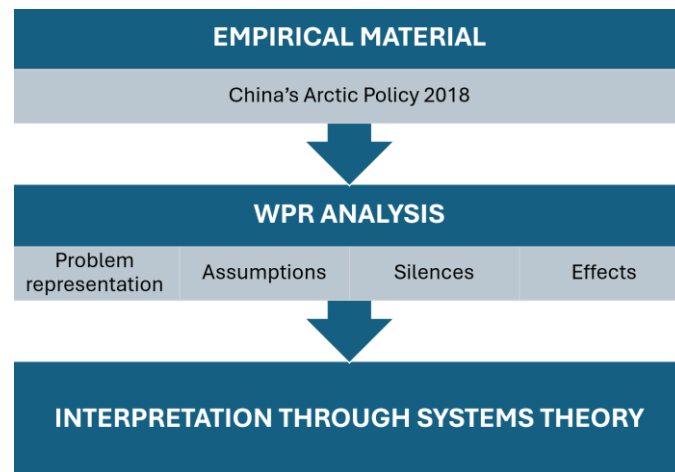 EMPIRICAL MATERIAL
China’s Arctic Policy 2018
WPR ANALYSIS
Problem
representation
Assumptions
Silences
Effects
INTERPRETATION THROUGH SYSTEMS THEORY